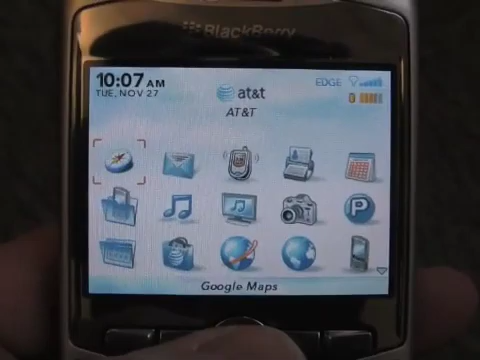 BlackBerry
10:07 AM
TUE, NOV 27
at&t
EDGE
AT&T
P
Google Maps